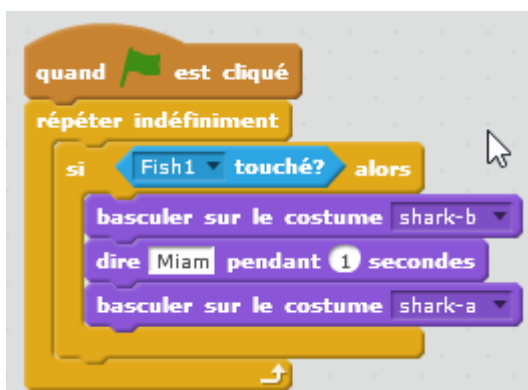 quand est cliqué
répéter indéfiniment
si Fish1 touché? alors
basculer sur le costume shark-b
dire Miam pendant 1 secondes
basculer sur le costume shark-a